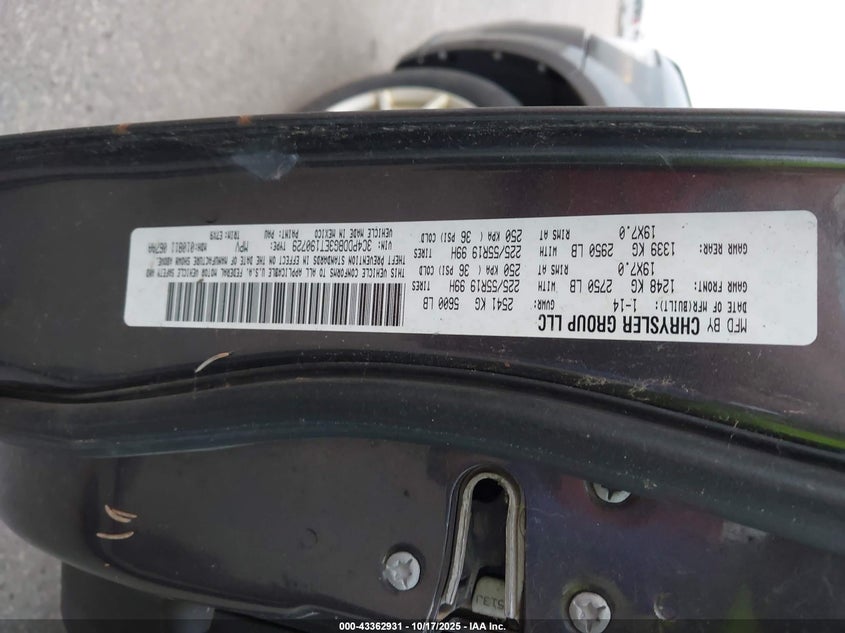 MFD BY CHRYSLER GROUP LLC
DATE OF MFR(BUILT): 1-14 GVWR: 2541 KG 5600 LB
GAWR FRONT: 1248 KG 2750 LB WITH 225/55R19 99H TIRES
19X7.0 RIMS AT 250 KPA ( 36 PSI) COLD
GAWR REAR: 1339 KG 2950 LB WITH 225/55R19 99H TIRES
19X7.0 RIMS AT 250 KPA ( 36 PSI) COLD
THIS VEHICLE CONFORMS TO ALL APPLICABLE U.S.A. FEDERAL MOTOR VEHICLE SAFETY AND
THEFT PREVENTION STANDARDS IN EFFECT ON THE DATE OF MANUFACTURE SHOWN ABOVE.
VIN: 3C4PDDBG3ET190729 TYPE: MPV MDH:010811 067AA
VEHICLE MADE IN MEXICO PAINT: PAU TRIM: E7X9
000-43362931 - 10/17/2025 - IAA Inc.